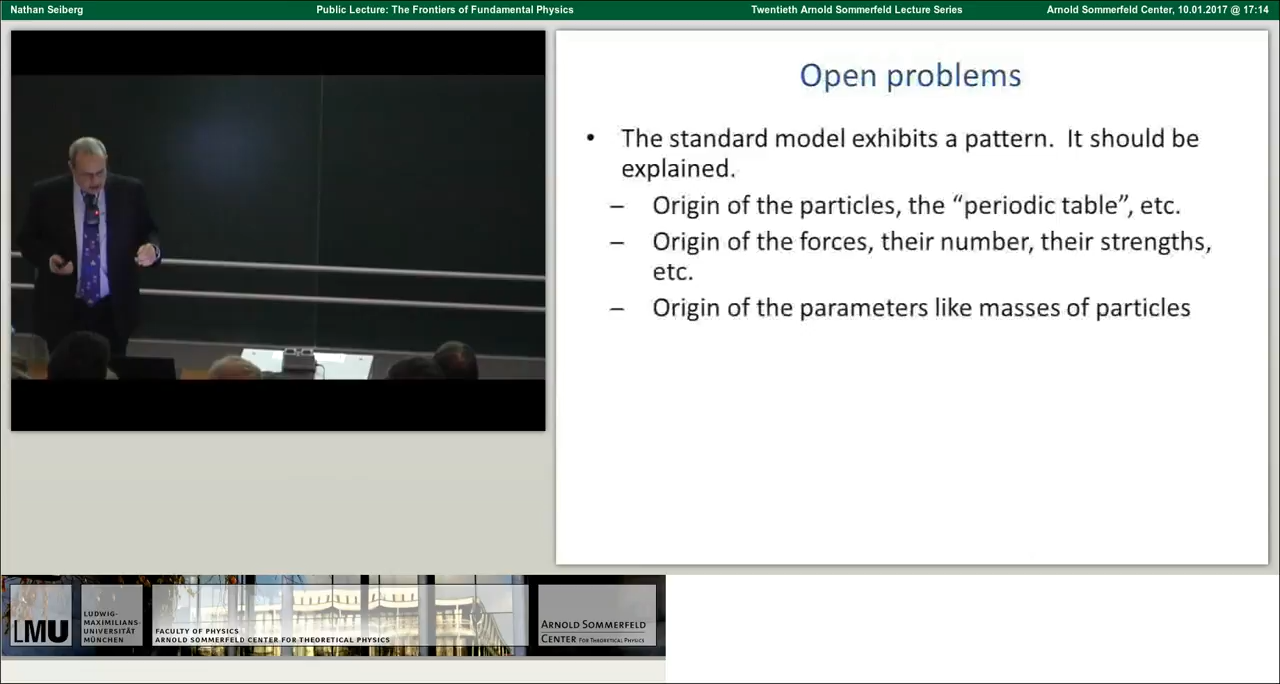 Nathan Seiberg
Public Lecture: The Frontiers of Fundamental Physics
Twentieth Arnold Sommerfeld Lecture Series
Arnold Sommerfeld Center, 10.01.2017 @ 17:14
Open problems
• The standard model exhibits a pattern. It should be
explained.
– Origin of the particles, the “periodic table”, etc.
– Origin of the forces, their number, their strengths,
etc.
– Origin of the parameters like masses of particles
LMU
LUDWIG-
MAXIMILIANS-
UNIVERSITÄT
MÜNCHEN
FACULTY OF PHYSICS
ARNOLD SOMMERFELD CENTER FOR THEORETICAL PHYSICS
ARNOLD SOMMERFELD
CENTER FOR THEORETICAL PHYSICS